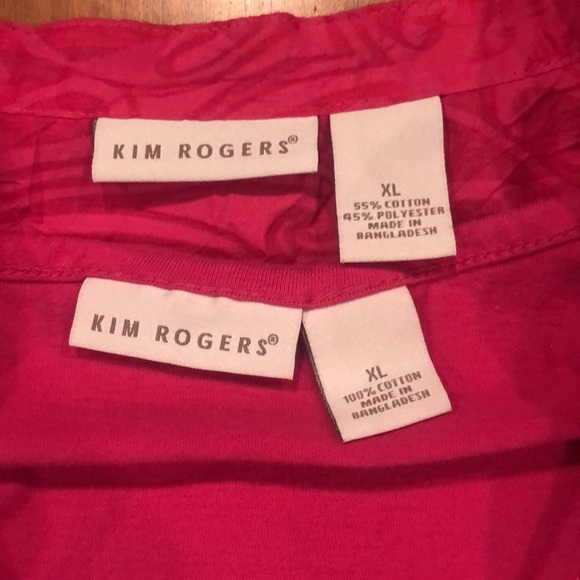 KIM ROGERS®
XL
55% COTTON
45% POLYESTER
MADE IN
BANGLADESH
KIM ROGERS®
XL
100% COTTON
MADE IN
BANGLADESH